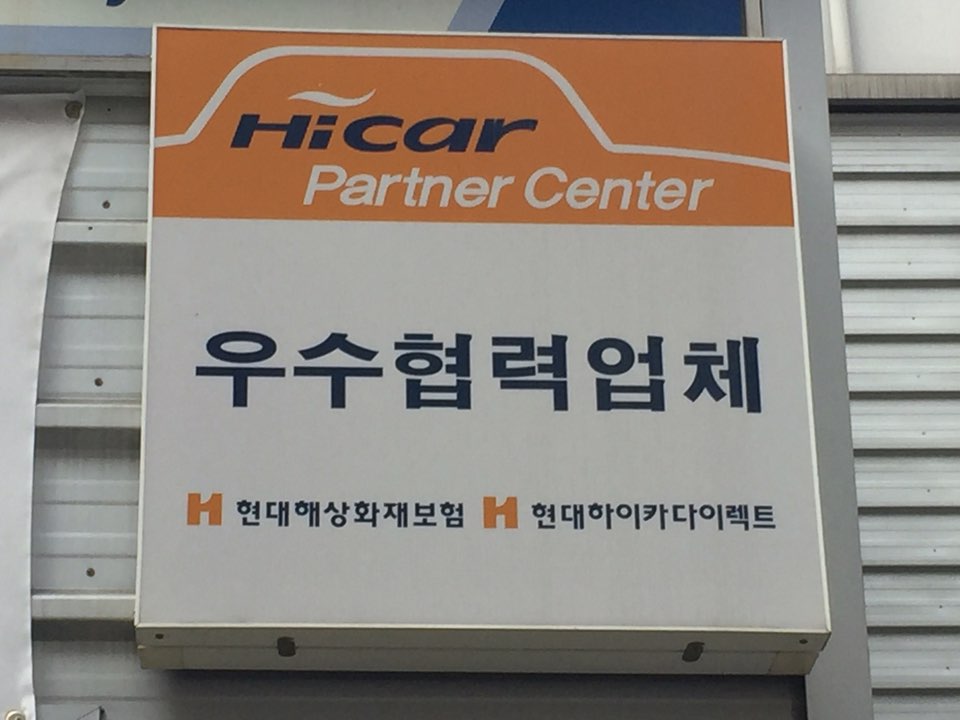 Hicar
Partner Center
우수협력업체
현대해상화재보험 현대하이카다이렉트